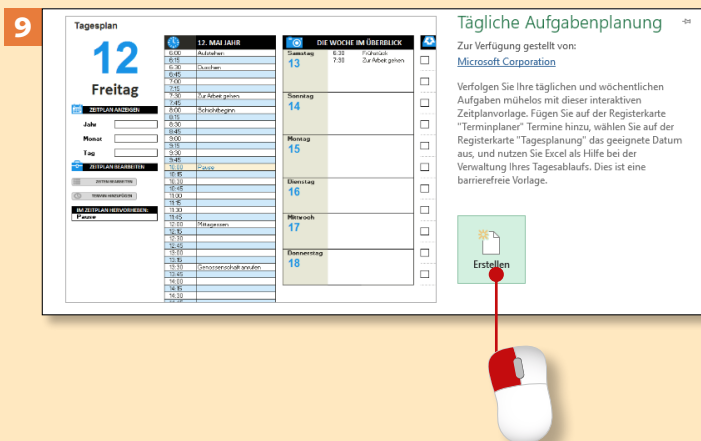 9
Tagesplan
12
Freitag
ZEITPLAN ANZEIGEN
Jahr
Monat
Tag
ZEITPLAN BEARBEITEN
ZEITEN BEARBEITEN
TERMIN HINZUFÜGEN
IM ZEITPLAN HERVORHEBEN:
Pause
12. MAI JAHR
6:00 Aufstehen
6:15
6:30 Duschen
6:45
7:00
7:15
7:30 Zur Arbeit gehen
7:45
8:00 Schichtbeginn
8:15
8:30
8:45
9:00
9:15
9:30
9:45
10:00 Pause
10:15
10:30
10:45
11:00
11:15
11:30
11:45
12:00 Mittagessen
12:15
12:30
12:45
13:00
13:15
13:30 Genossenschaft anrufen
13:45
14:00
14:15
14:30
DIE WOCHE IM ÜBERBLICK
Samstag 6:30 Frühstück
13 7:30 Zur Arbeit gehen
Sonntag
14
Montag
15
Dienstag
16
Mittwoch
17
Donnerstag
18
Tägliche Aufgabenplanung
Zur Verfügung gestellt von:
Microsoft Corporation
Verfolgen Sie Ihre täglichen und wöchentlichen
Aufgaben mühelos mit dieser interaktiven
Zeitplanvorlage. Fügen Sie auf der Registerkarte
"Terminplaner" Termine hinzu, wählen Sie auf der
Registerkarte "Tagesplanung" das geeignete Datum
aus, und nutzen Sie Excel als Hilfe bei der
Verwaltung Ihres Tagesablaufs. Dies ist eine
barrierefreie Vorlage.
Erstellen